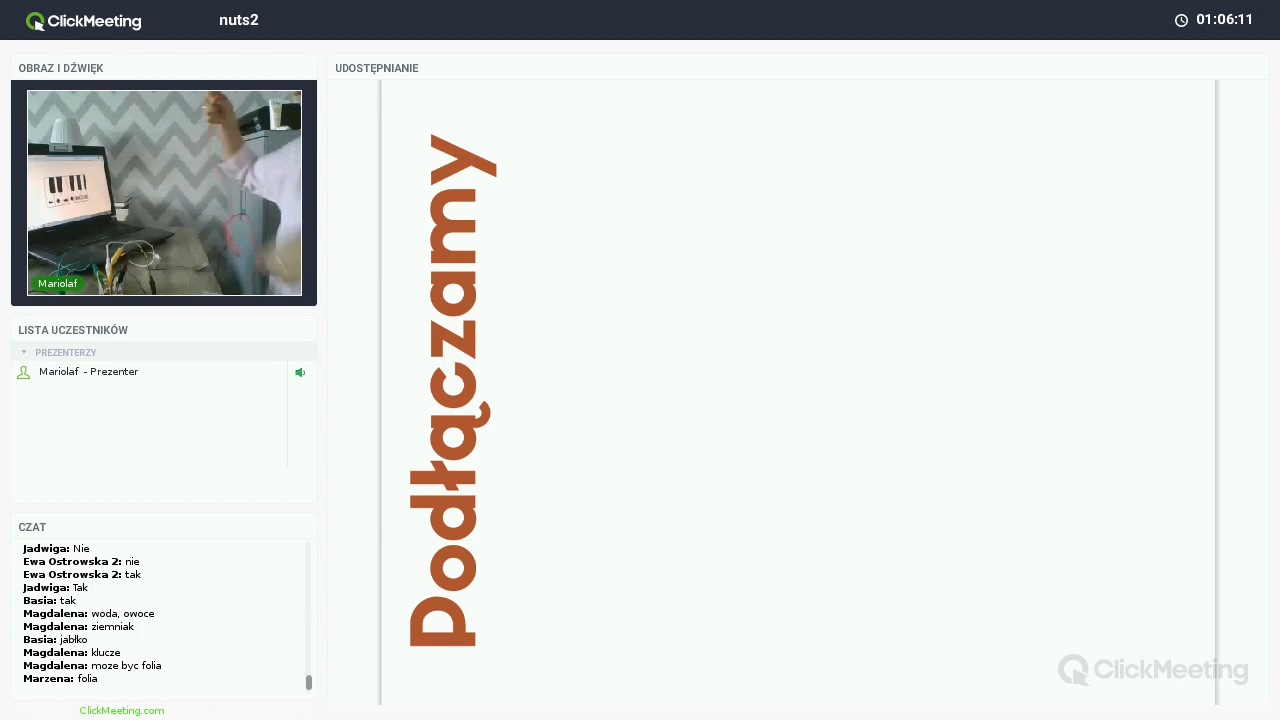 ClickMeeting
nuts2
01:06:11
OBRAZ I DŹWIĘK
Mariolaf
LISTA UCZESTNIKÓW
PREZENTERZY
Mariolaf - Prezenter
CZAT
Jadwiga: Nie
Ewa Ostrowska 2: nie
Ewa Ostrowska 2: tak
Jadwiga: Tak
Basia: tak
Magdalena: woda, owoce
Magdalena: ziemniak
Basia: jabłko
Magdalena: klucze
Magdalena: moze byc folia
Marzena: folia
ClickMeeting.com
UDOSTĘPNIANIE
Podłączamy
ClickMeeting